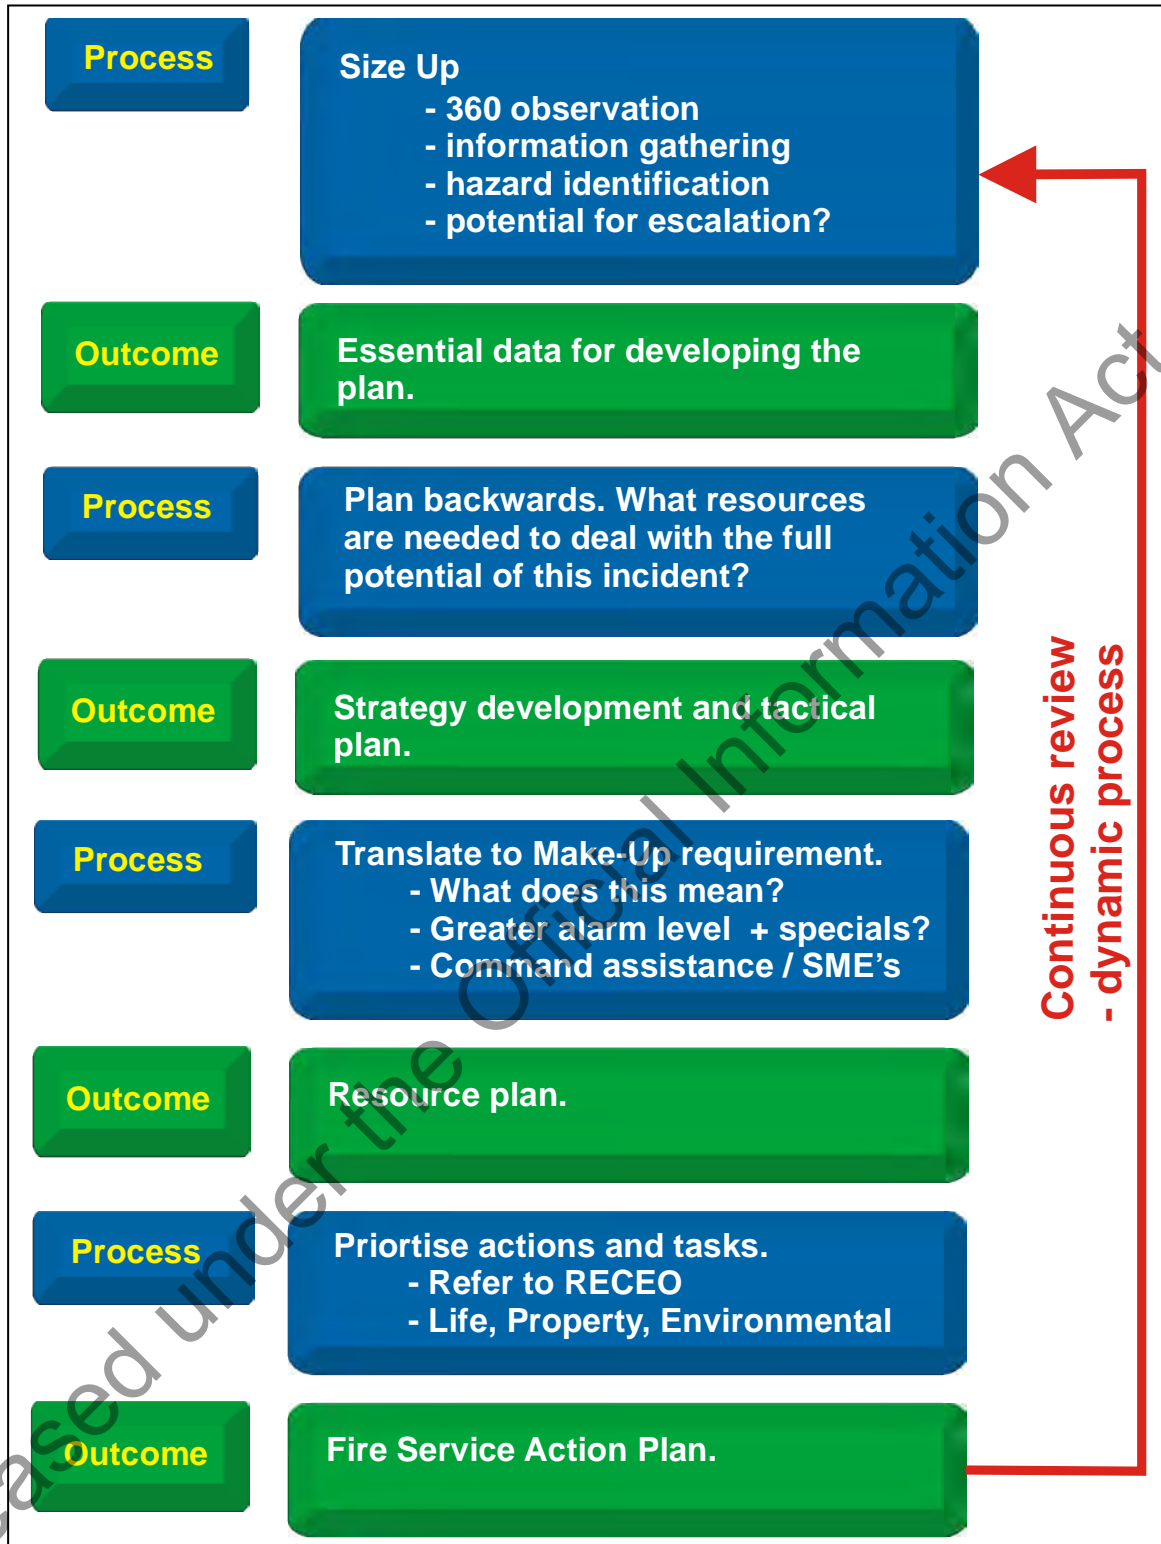 Process
Size Up
- 360 observation
- information gathering
- hazard identification
- potential for escalation?
Outcome
Essential data for developing the
plan.
Process
Plan backwards. What resources
are needed to deal with the full
potential of this incident?
Outcome
Strategy development and tactical
plan.
Process
Translate to Make-Up requirement.
- What does this mean?
- Greater alarm level + specials?
- Command assistance / SME's
Outcome
Resource plan.
Process
Priortise actions and tasks.
- Refer to RECEO
- Life, Property, Environmental
Outcome
Fire Service Action Plan.
Continuous review
- dynamic process
ased under the Official Information Act